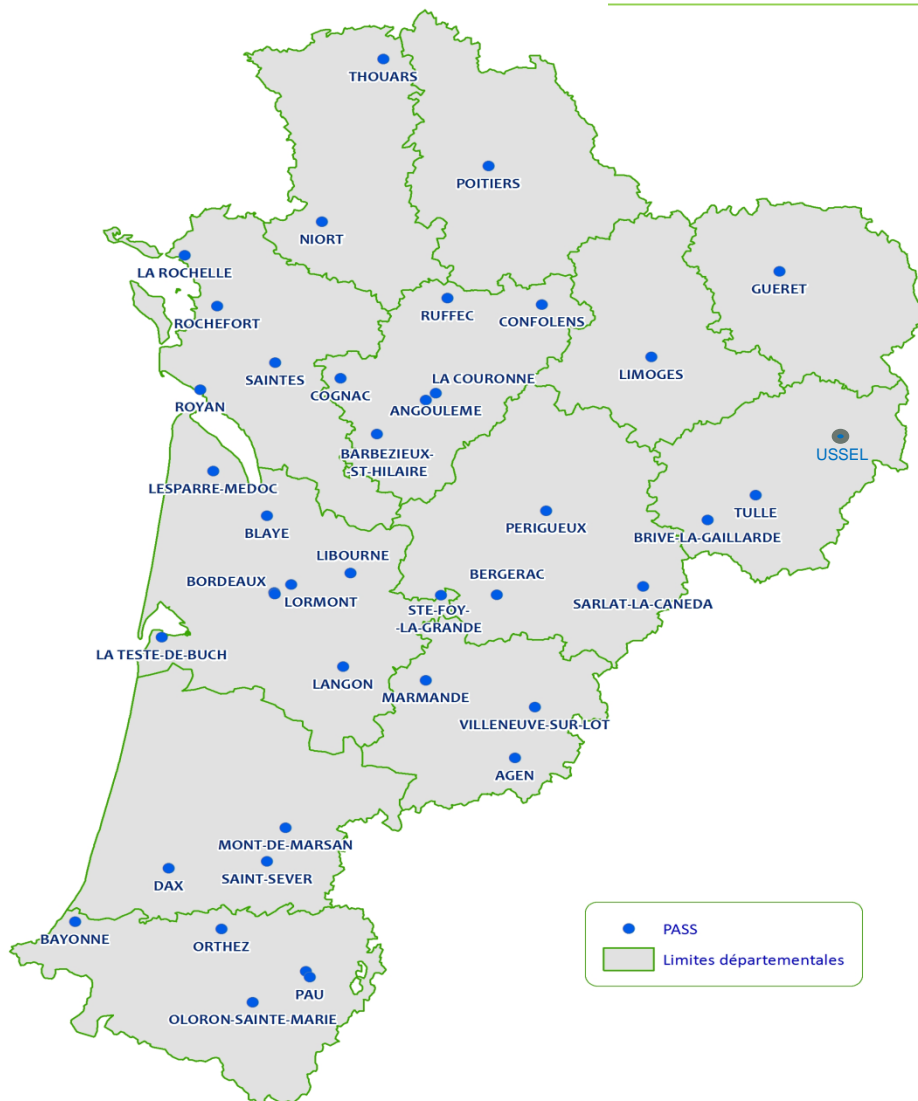 THOUARS
POITIERS
NIORT
LA ROCHELLE
GUERET
ROCHEFORT
RUFFEC
CONFOLENS
SAINTES
COGNAC
LA COURONNE
LIMOGES
ROYAN
ANGOULEME
BARBEZIEUX-
-ST-HILAIRE
USSEL
LESPARRE-MEDOC
TULLE
BLAYE
PERIGUEUX
BRIVE-LA-GAILLARDE
LIBOURNE
BORDEAUX
LORMONT
BERGERAC
STE-FOY-
-LA-GRANDE
SARLAT-LA-CANEDA
LA TESTE-DE-BUCH
LANGON
MARMANDE
VILLENEUVE-SUR-LOT
AGEN
MONT-DE-MARSAN
SAINT-SEVER
DAX
BAYONNE
ORTHEZ
PAU
OLORON-SAINTE-MARIE
PASS
Limites départementales